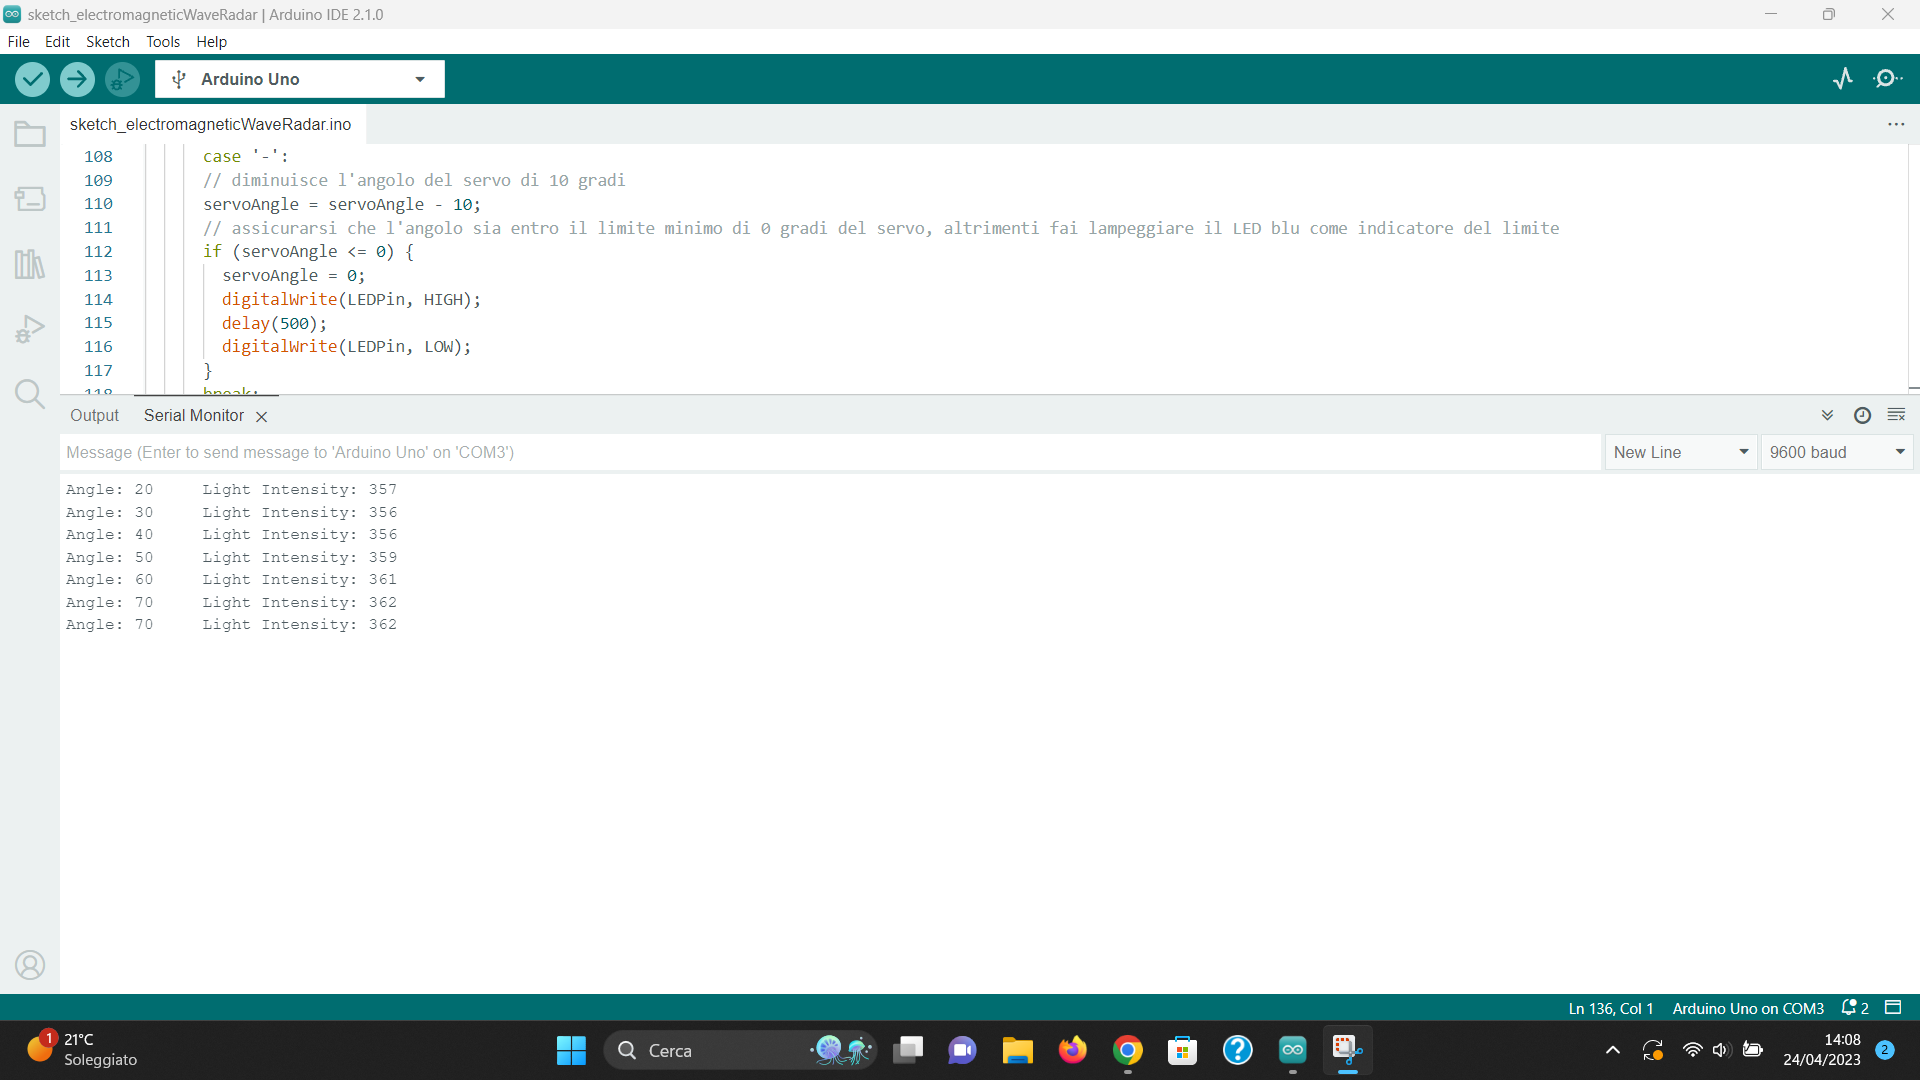 sketch_electromagneticWaveRadar | Arduino IDE 2.1.0
File Edit Sketch Tools Help
Arduino Uno
sketch_electromagneticWaveRadar.ino
108 case '-':
109 // diminuisce l'angolo del servo di 10 gradi
110 servoAngle = servoAngle - 10;
111 // assicurarsi che l'angolo sia entro il limite minimo di 0 gradi del servo, altrimenti fai lampeggiare il LED blu come indicatore del limite
112 if (servoAngle <= 0) {
113 servoAngle = 0;
114 digitalWrite(LEDPin, HIGH);
115 delay(500);
116 digitalWrite(LEDPin, LOW);
117 }
118 break;
Output Serial Monitor
Message (Enter to send message to 'Arduino Uno' on 'COM3') New Line 9600 baud
Angle: 20 Light Intensity: 357
Angle: 30 Light Intensity: 356
Angle: 40 Light Intensity: 356
Angle: 50 Light Intensity: 359
Angle: 60 Light Intensity: 361
Angle: 70 Light Intensity: 362
Angle: 70 Light Intensity: 362
Ln 136, Col 1 Arduino Uno on COM3 2
1 21°C
Soleggiato
Cerca
14:08
24/04/2023
2